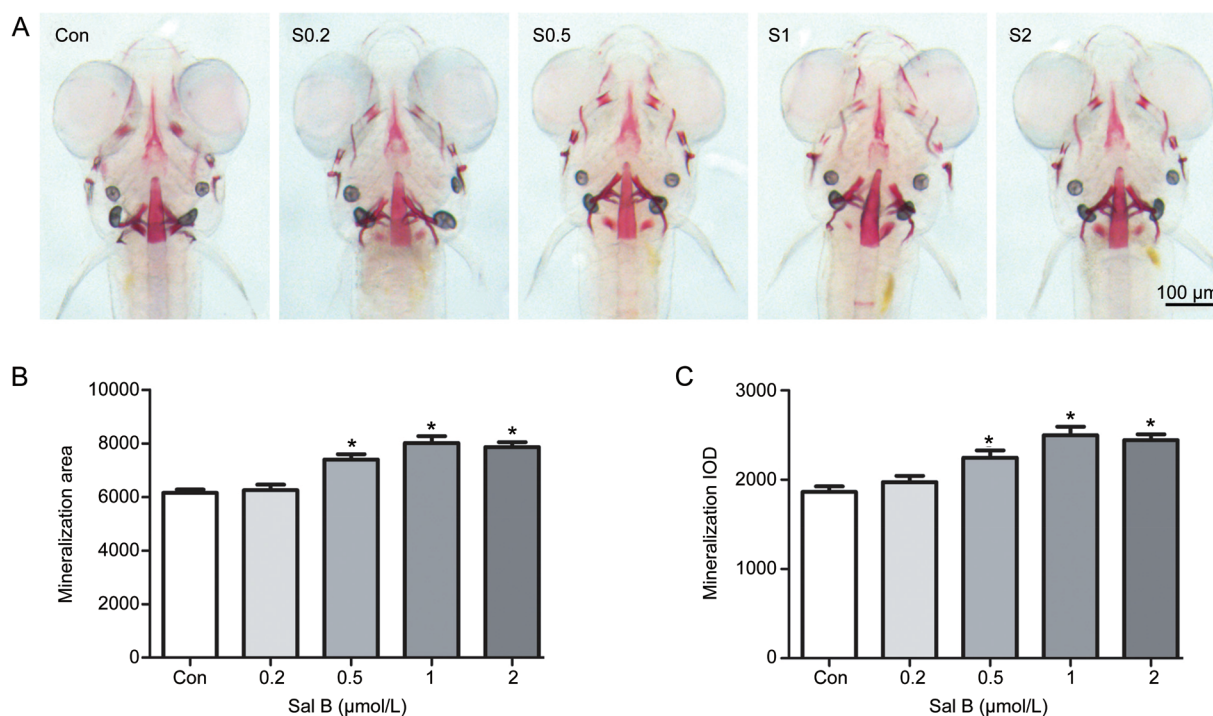 A
Con
S0.2
S0.5
S1
S2
100 μm
B
10000
8000
6000
4000
2000
0
Mineralization area
*
*
*
Con
0.2
0.5
1
2
Sal B (μmol/L)
C
3000
2000
1000
0
Mineralization IOD
*
*
*
Con
0.2
0.5
1
2
Sal B (μmol/L)